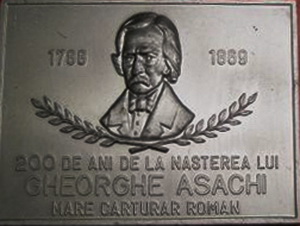 1788 1869
200 DE ANI DE LA NASTEREA LUI
GHEORGHE ASACHI
MARE CARTURAR ROMAN